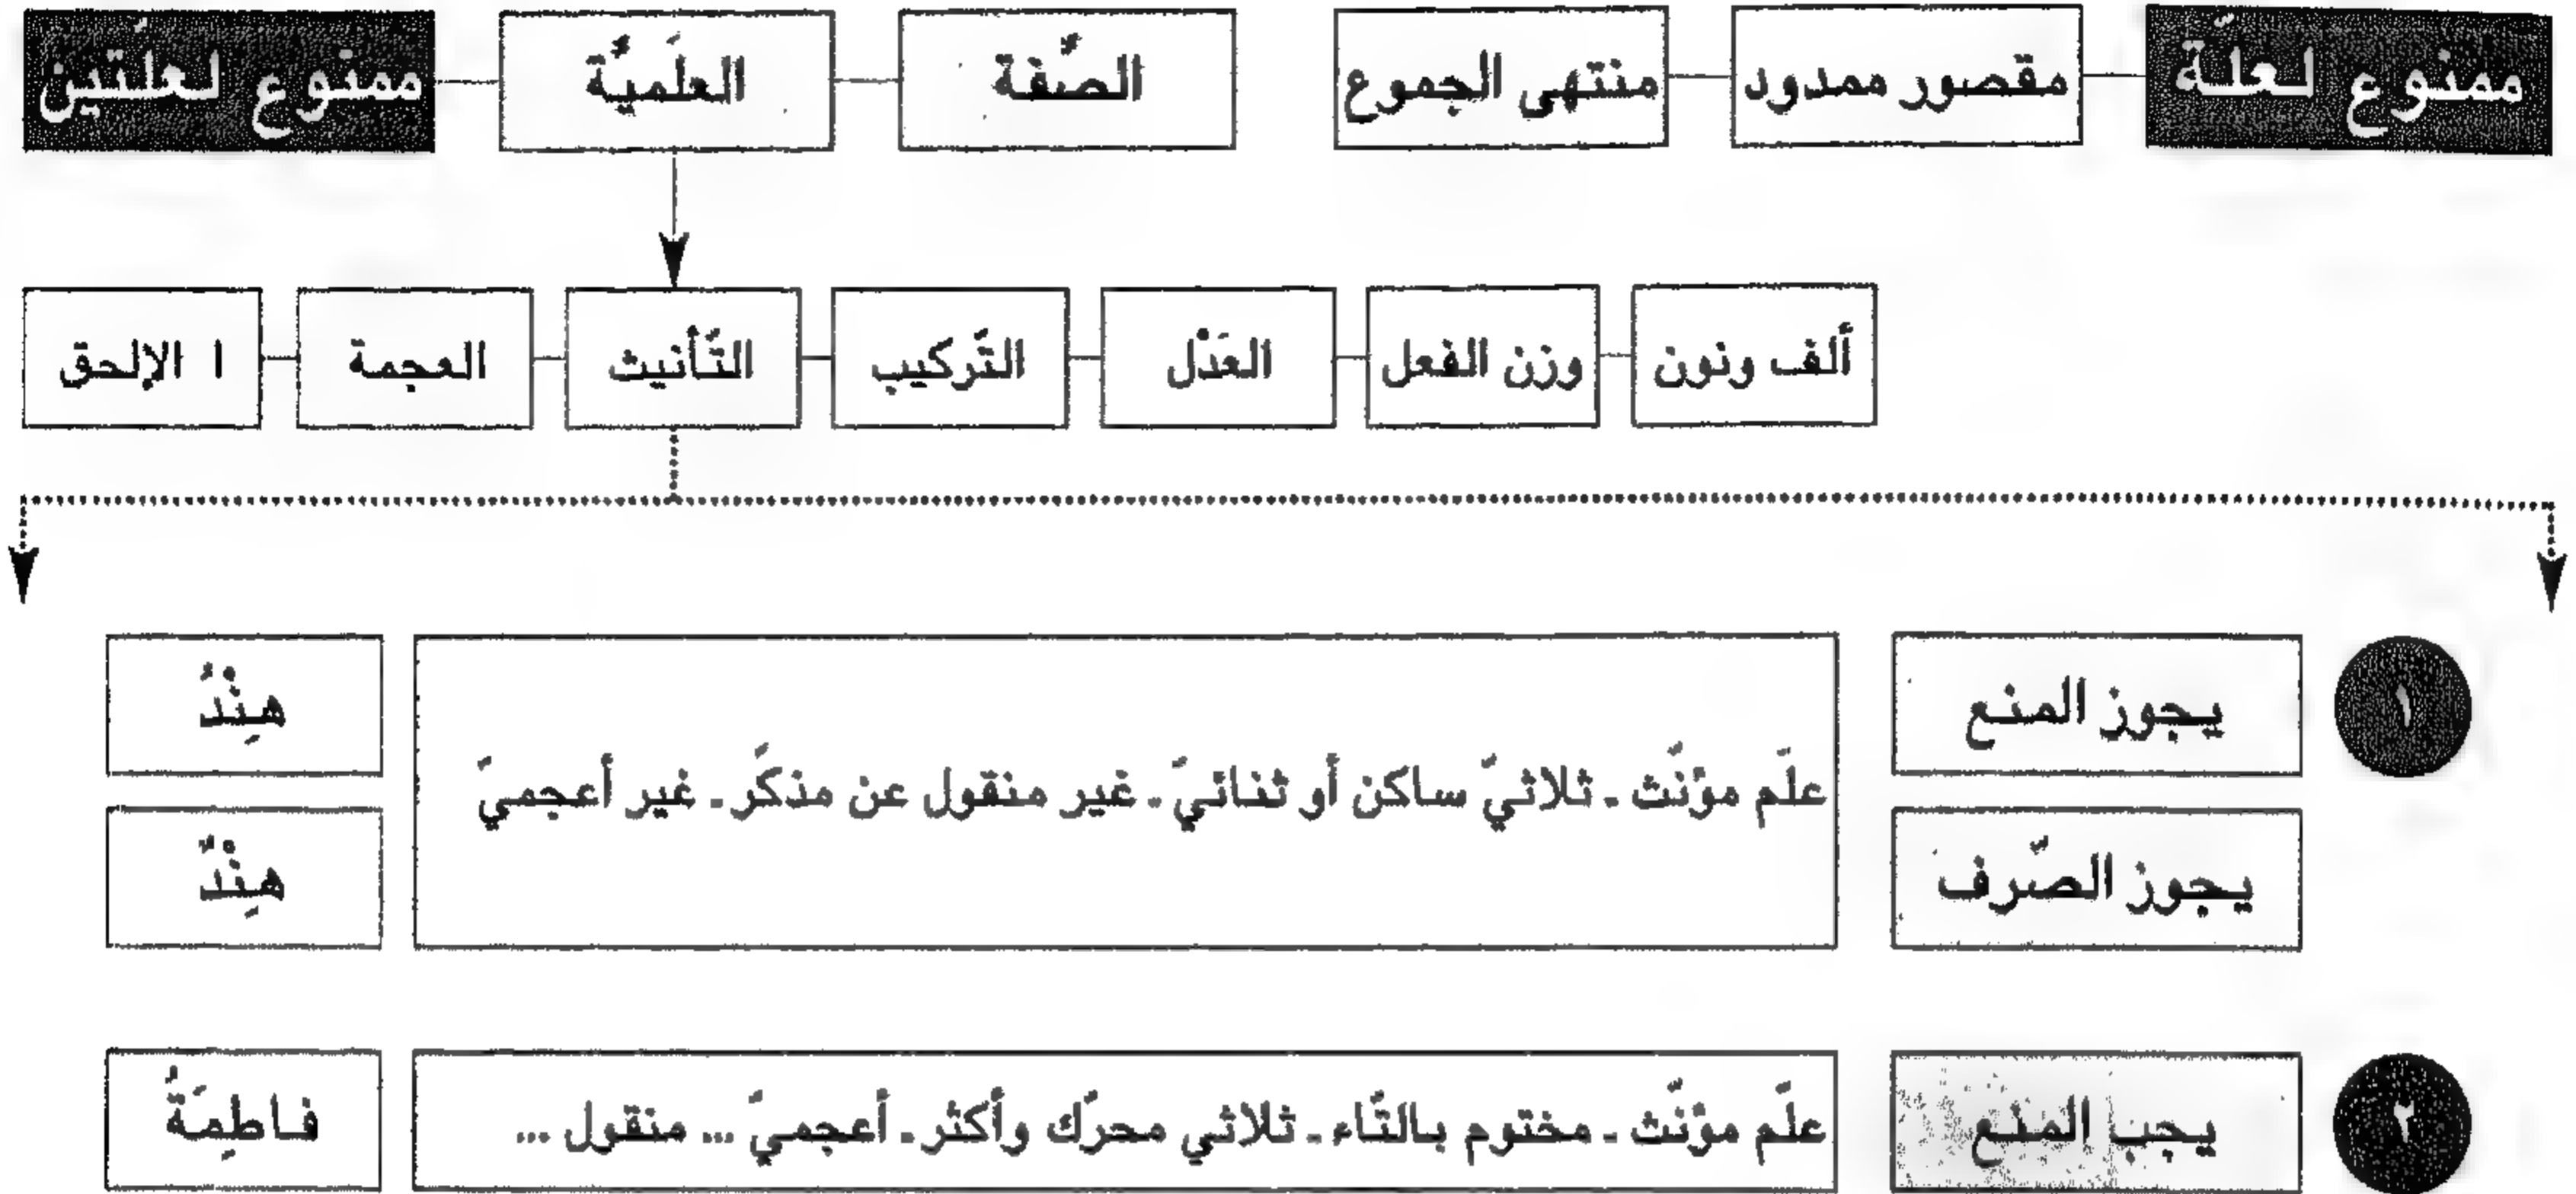 ممنوع لعلّة
مقصور ممدود
منتهى الجموع
الصّفة
العلَميَّة
ممنوع لعلّتين
ألف ونون
وزن الفعل
العَدْل
التّركيب
التّأنيث
العجمة
ا الإلحق
١
يجوز المنع
يجوز الصّرف
علَم مؤنّث ـ ثلاثيّ ساكن أو ثنائيّ ـ غير منقول عن مذكّر ـ غير أعجميّ
هِنْدُ
هِنْدٌ
٢
يجب المنع
علَم مؤنّث ـ مختوم بالتّاء ـ ثلاثي محرّك وأكثر ـ أعجميّ ... منقول ...
فاطِمَةُ